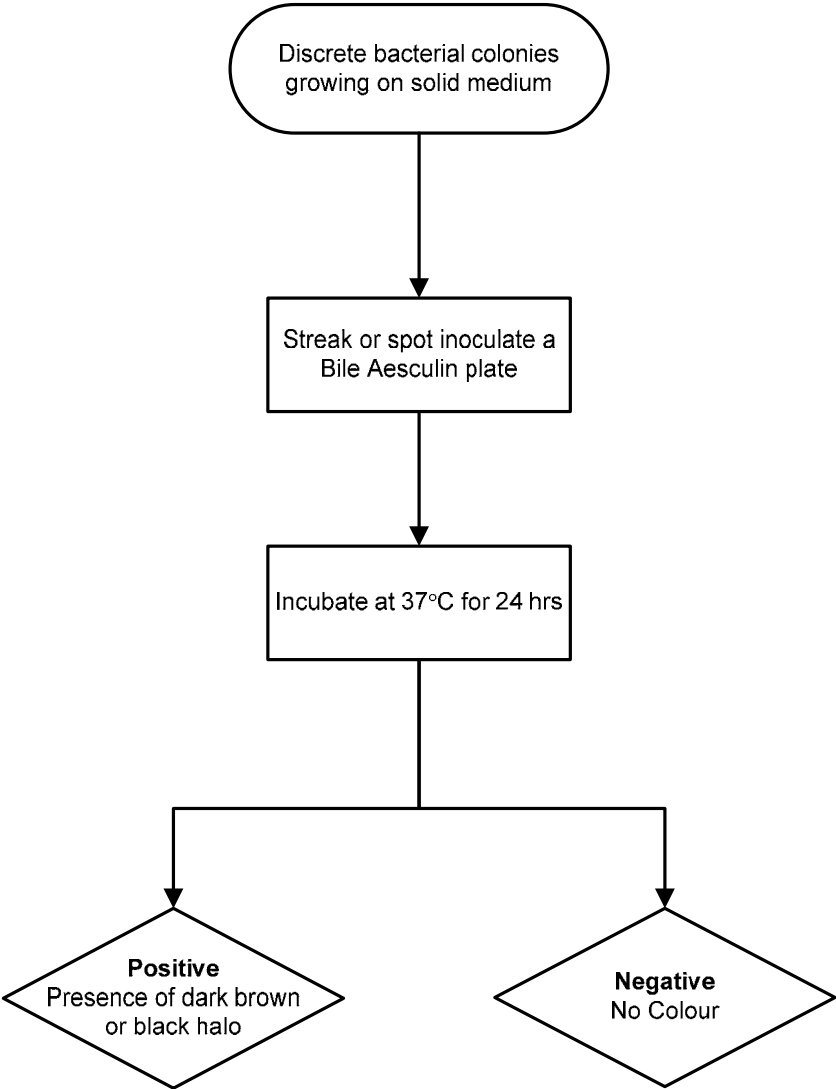 Discrete bacterial colonies
growing on solid medium
Streak or spot inoculate a
Bile Aesculin plate
Incubate at 37°C for 24 hrs
Positive
Presence of dark brown
or black halo
Negative
No Colour